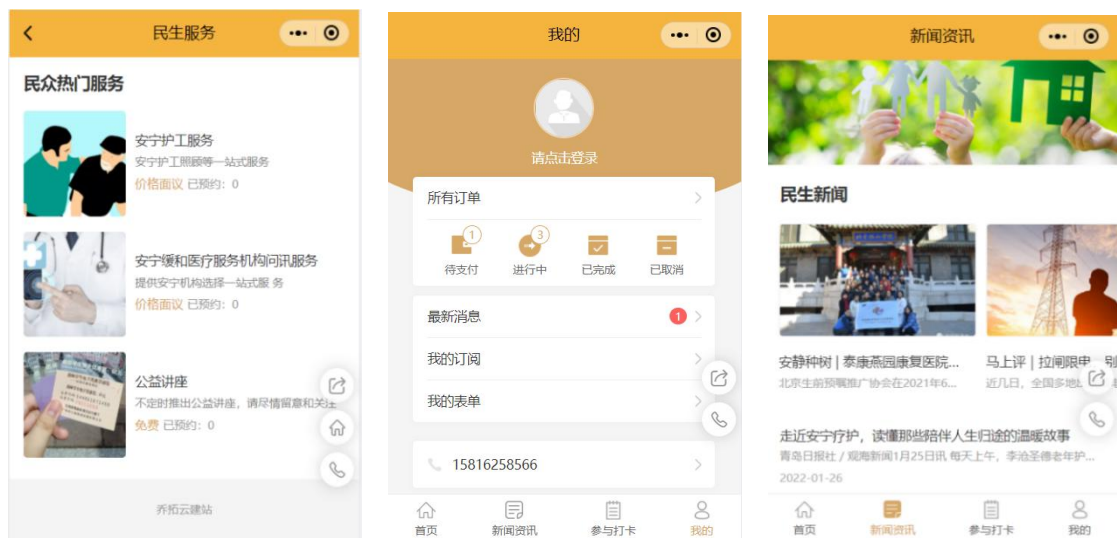 民生服务
民众热门服务
安宁护工服务
安宁护工照顾等一站式服务
价格面议 已预约：0
安宁缓和医疗服务机构问讯服务
提供安宁机构选择一站式服 务
价格面议 已预约：0
公益讲座
不定时推出公益讲座，请尽情留意和关注
免费 已预约：0
乔拓云建站
我的
请点击登录
所有订单
1
3
待支付 进行中 已完成 已取消
最新消息 1
我的订阅
我的表单
15816258566
首页 新闻资讯 参与打卡 我的
新闻资讯
民生新闻
安静种树 | 泰康燕园康复医院...
北京生前预嘱推广协会在2021年6...
马上评 | 拉闸限电，别
近几日，全国多地
走近安宁疗护，读懂那些陪伴人生归途的温暖故事
青岛日报社 / 观海新闻1月25日讯 每天上午，李沧圣德老年护...
2022-01-26
首页 新闻资讯 参与打卡 我的